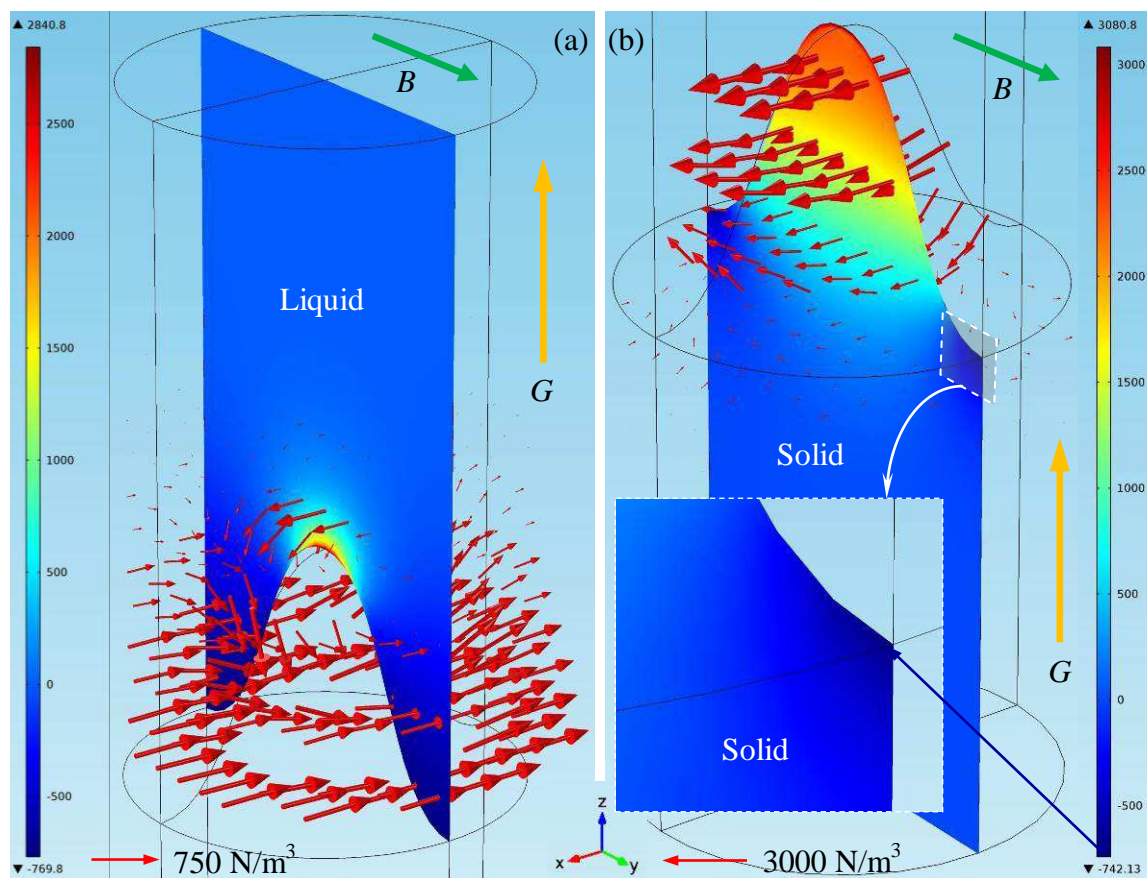 ▲ 2840.8
(a)
2500
2000
1500
1000
500
0
-500
▼ -769.8
B
Liquid
G
750 N/m³
(b)
▲ 3080.8
3000
2500
2000
1500
1000
500
0
-500
▼ -742.13
B
Solid
G
Solid
z
x
y
3000 N/m³